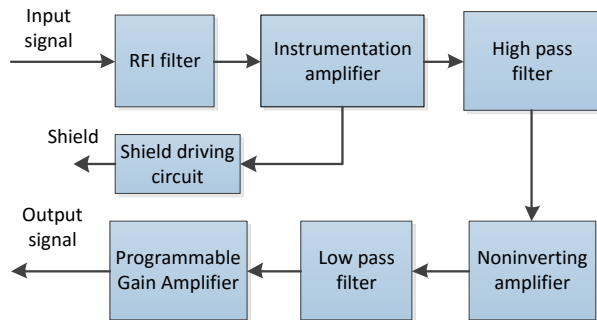 Input
signal
RFI filter
Instrumentation
amplifier
High pass
filter
Shield
Shield driving
circuit
Output
signal
Programmable
Gain Amplifier
Low pass
filter
Noninverting
amplifier